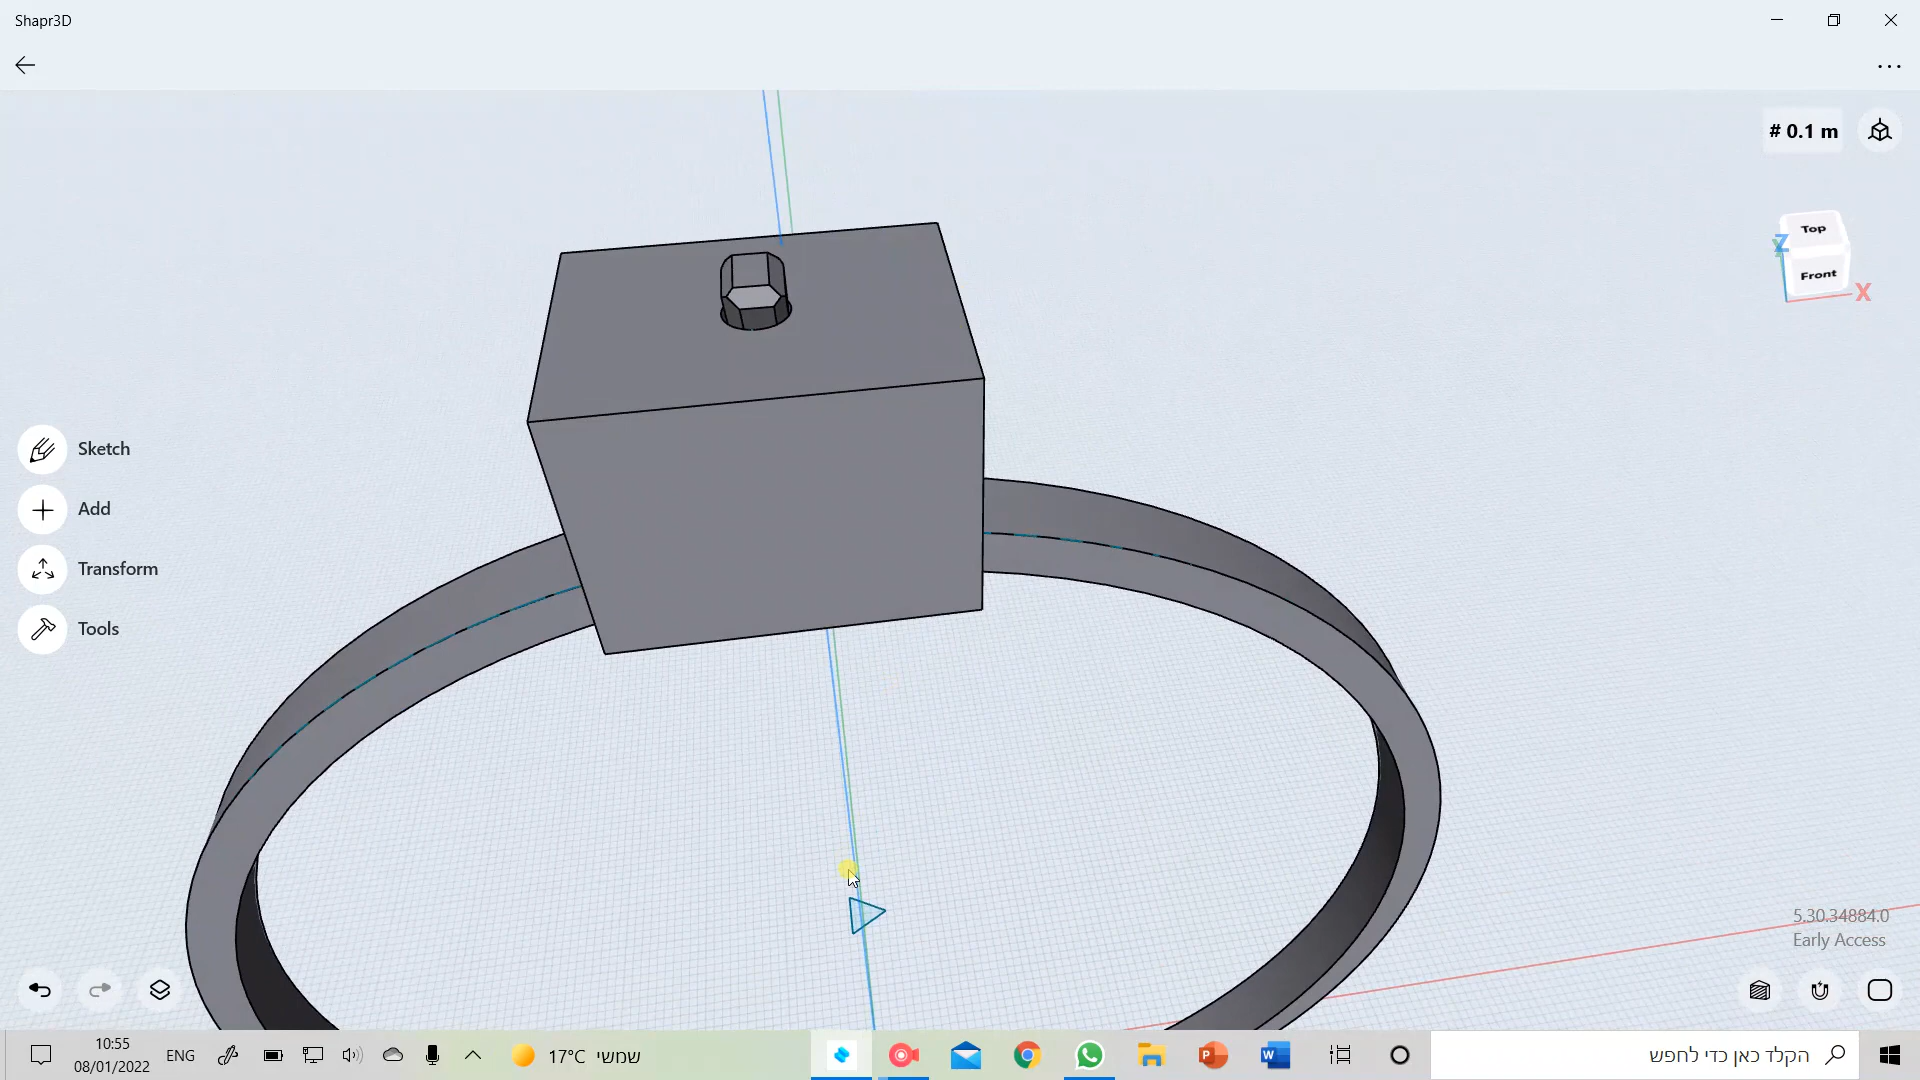 Shapr3D
# 0.1 m
Top
Front
Z
X
Sketch
Add
Transform
Tools
5.30.34884.0
Early Access
10:55
08/01/2022
ENG
17°C שמשי
הקלד כאן כדי לחפש